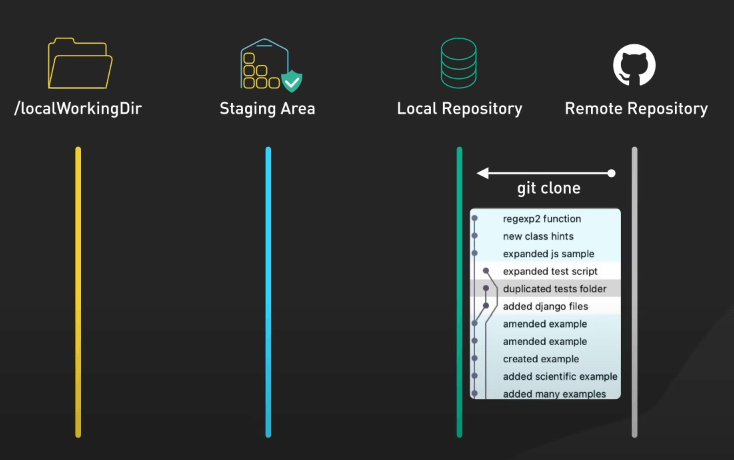 /localWorkingDir
Staging Area
Local Repository
Remote Repository
git clone
regexp2 function
new class hints
expanded js sample
expanded test script
duplicated tests folder
added django files
amended example
amended example
created example
added scientific example
added many examples